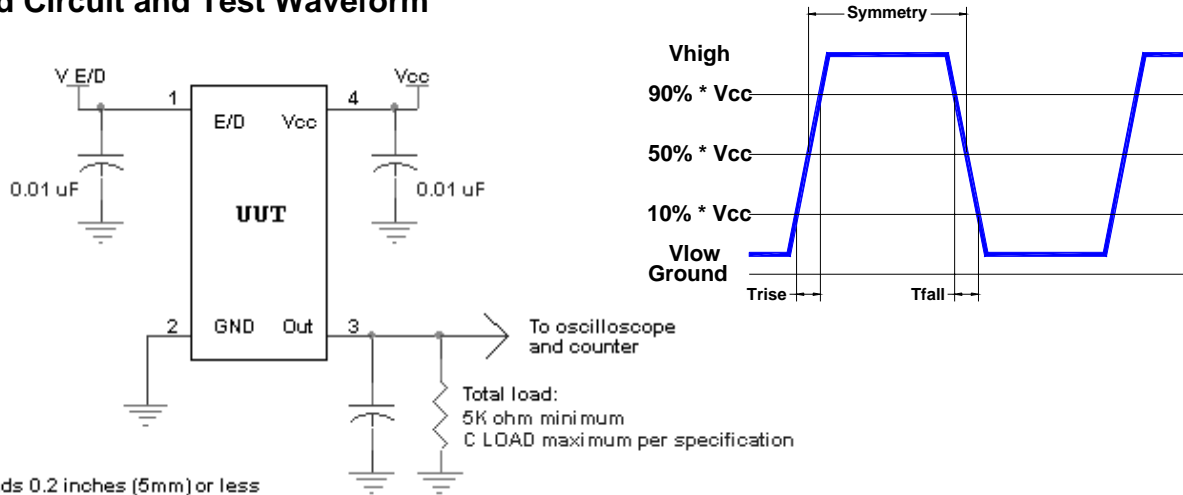 d Circuit and Test Waveform
V E/D
Vcc
1
4
E/D Vcc
0.01 uF
0.01 uF
UUT
2
GND Out
3
To oscilloscope
and counter
Total load:
5K ohm minimum
C LOAD maximum per specification
ds 0.2 inches (5mm) or less
Symmetry
Vhigh
90% * Vcc
50% * Vcc
10% * Vcc
Vlow
Ground
Trise
Tfall